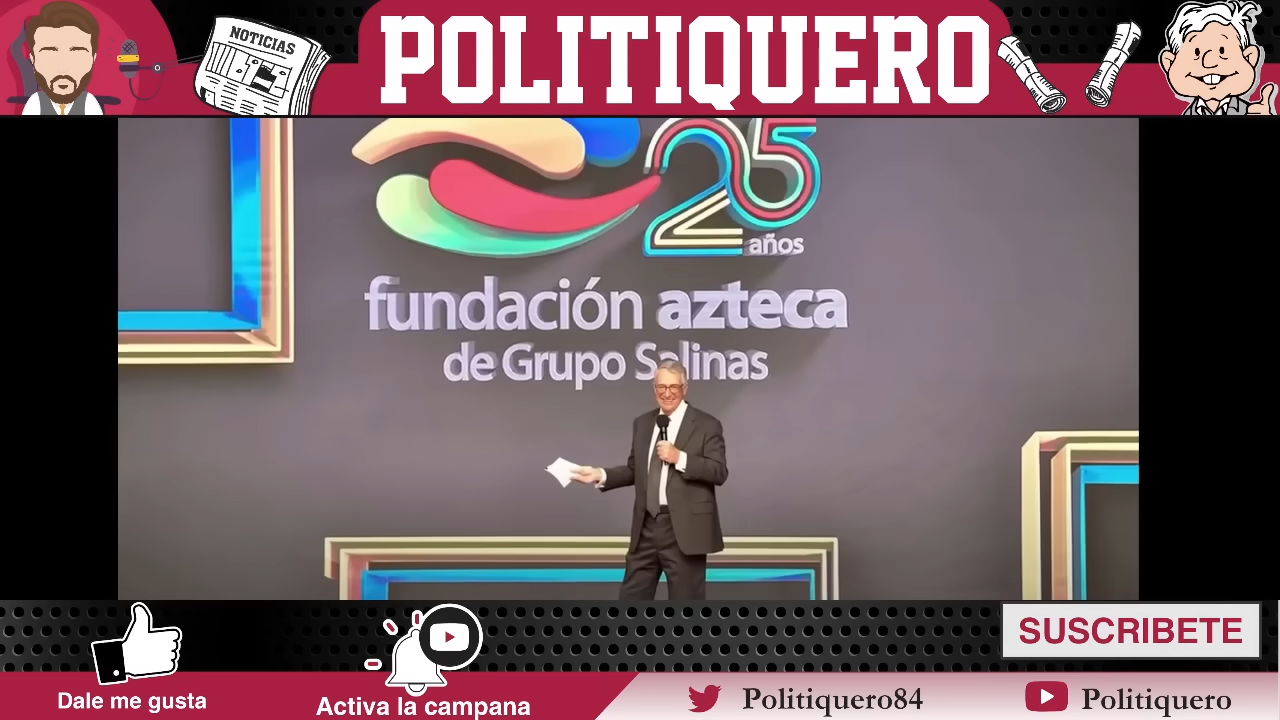 NOTICIAS
POLITIQUERO
25
años
fundación azteca
de Grupo Salinas
SUSCRIBETE
Dale me gusta
Activa la campana
Politiquero84
Politiquero